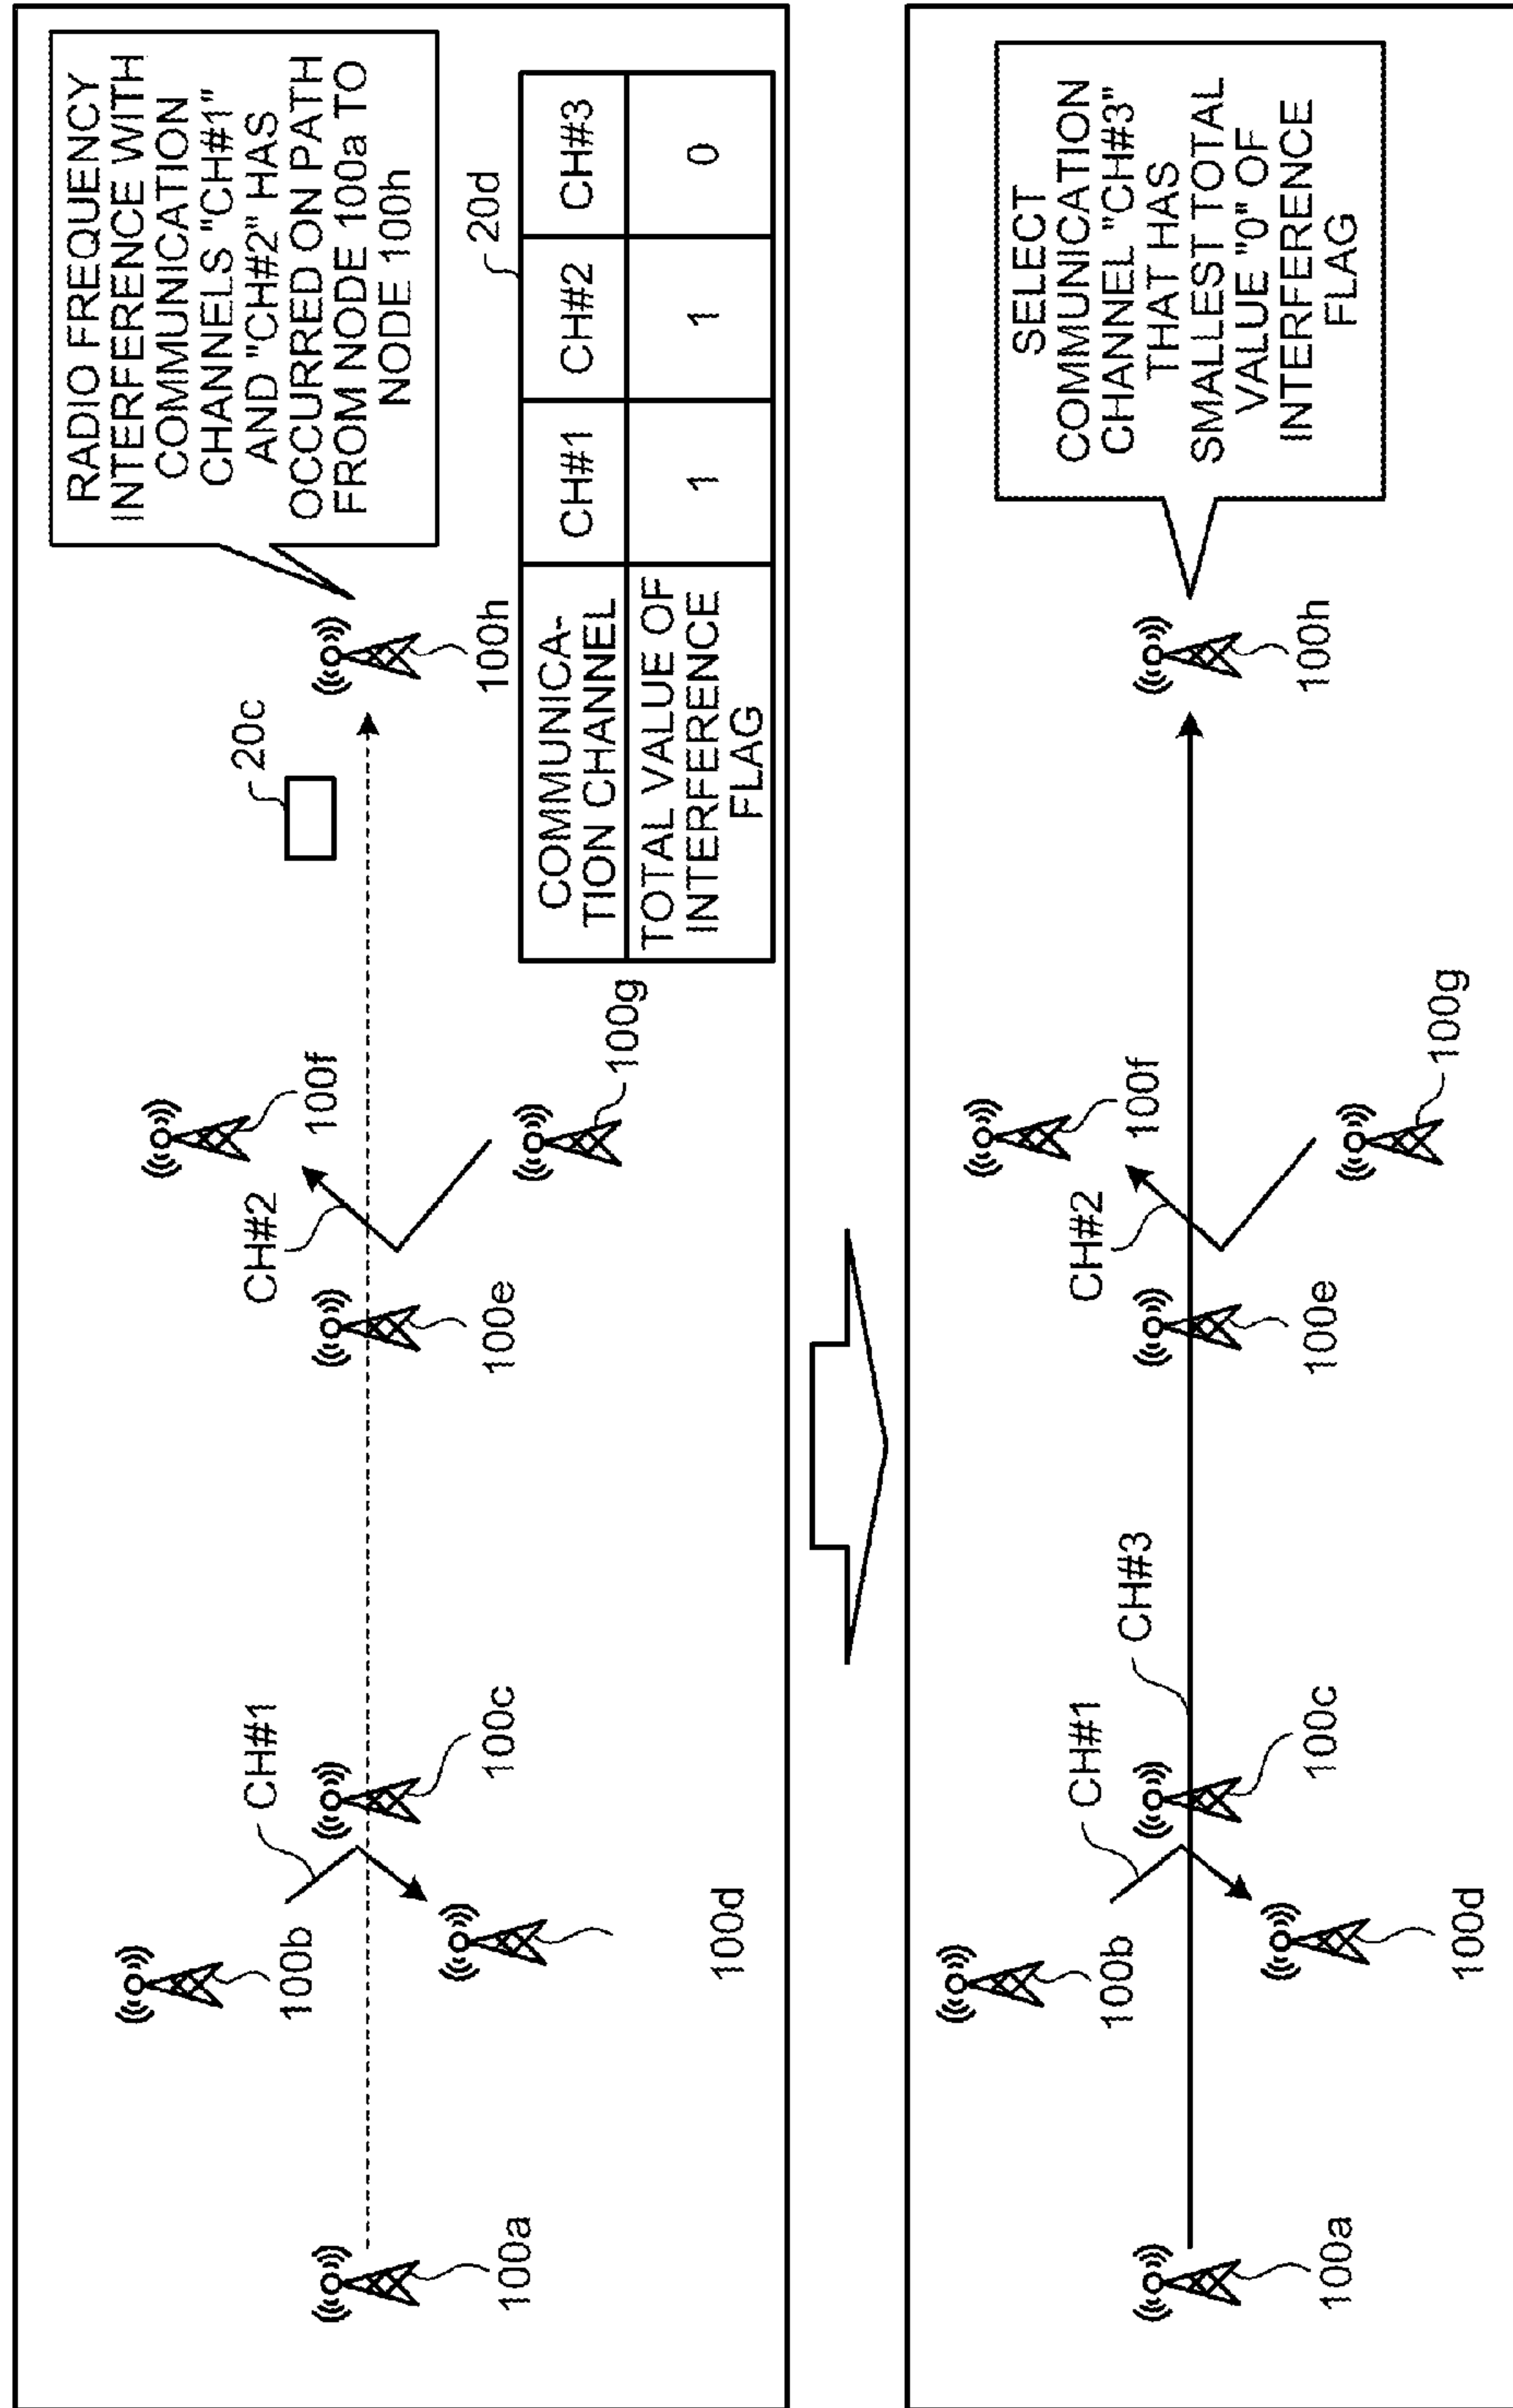 RADIO FREQUENCY
INTERFERENCE WITH
COMMUNICATION
CHANNELS "CH#1"
AND "CH#2" HAS
OCCURRED ON PATH
FROM NODE 100a TO
NODE 100h
20c
20d
COMMUNICA-
TION CHANNEL
CH#1
CH#2
CH#3
TOTAL VALUE OF
INTERFERENCE
FLAG
1
1
0
100a
100b
CH#1
100c
100d
100e
CH#2
100f
100g
100h
SELECT
COMMUNICATION
CHANNEL "CH#3"
THAT HAS
SMALLEST TOTAL
VALUE "0" OF
INTERFERENCE
FLAG
100a
100b
CH#1
100c
100d
CH#3
100e
CH#2
100f
100g
100h